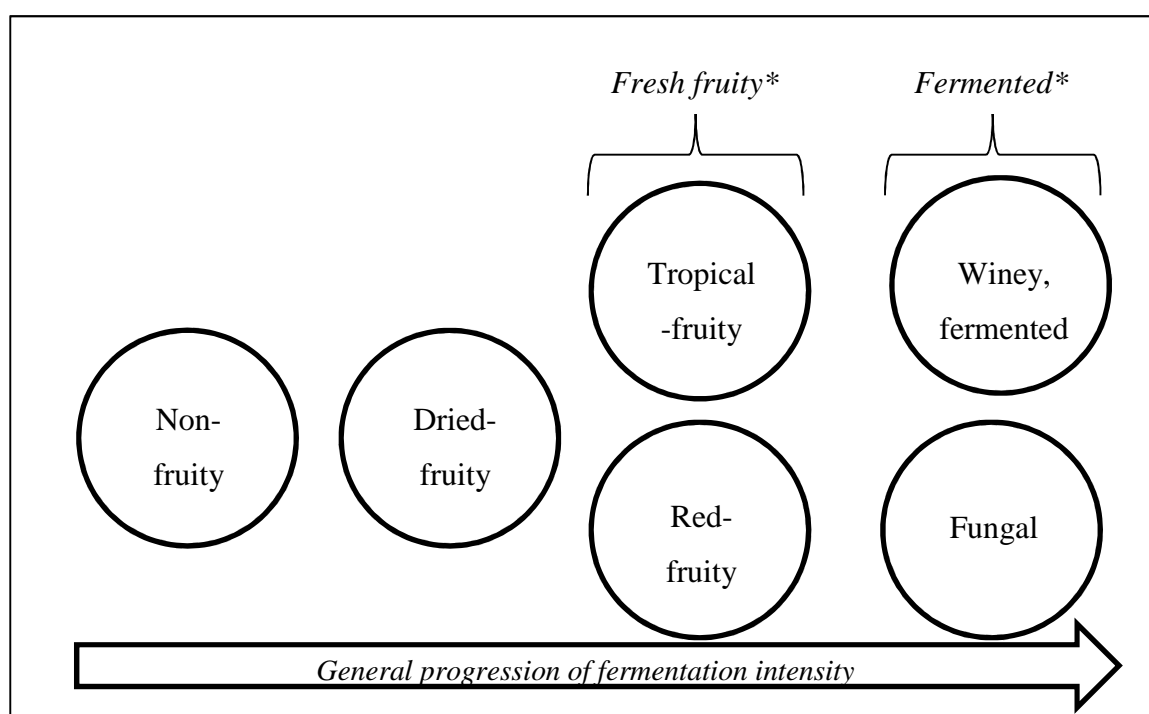 Fresh fruity*
Fermented*
Tropical
-fruity
Winey,
fermented
Non-
fruity
Dried-
fruity
Red-
fruity
Fungal
General progression of fermentation intensity